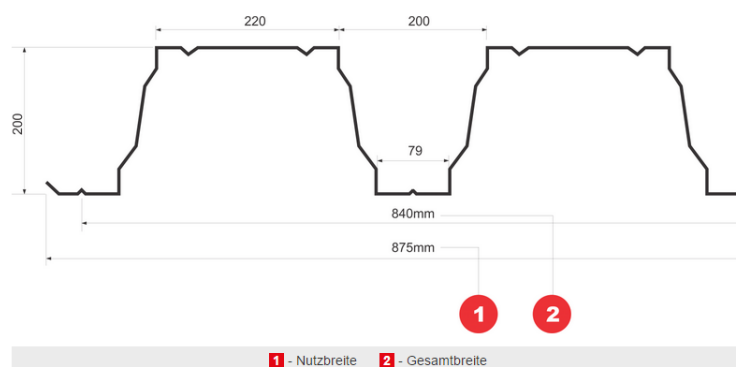 220 200
200
79
840mm
875mm
1 2
1 - Nutzbreite 2 - Gesamtbreite